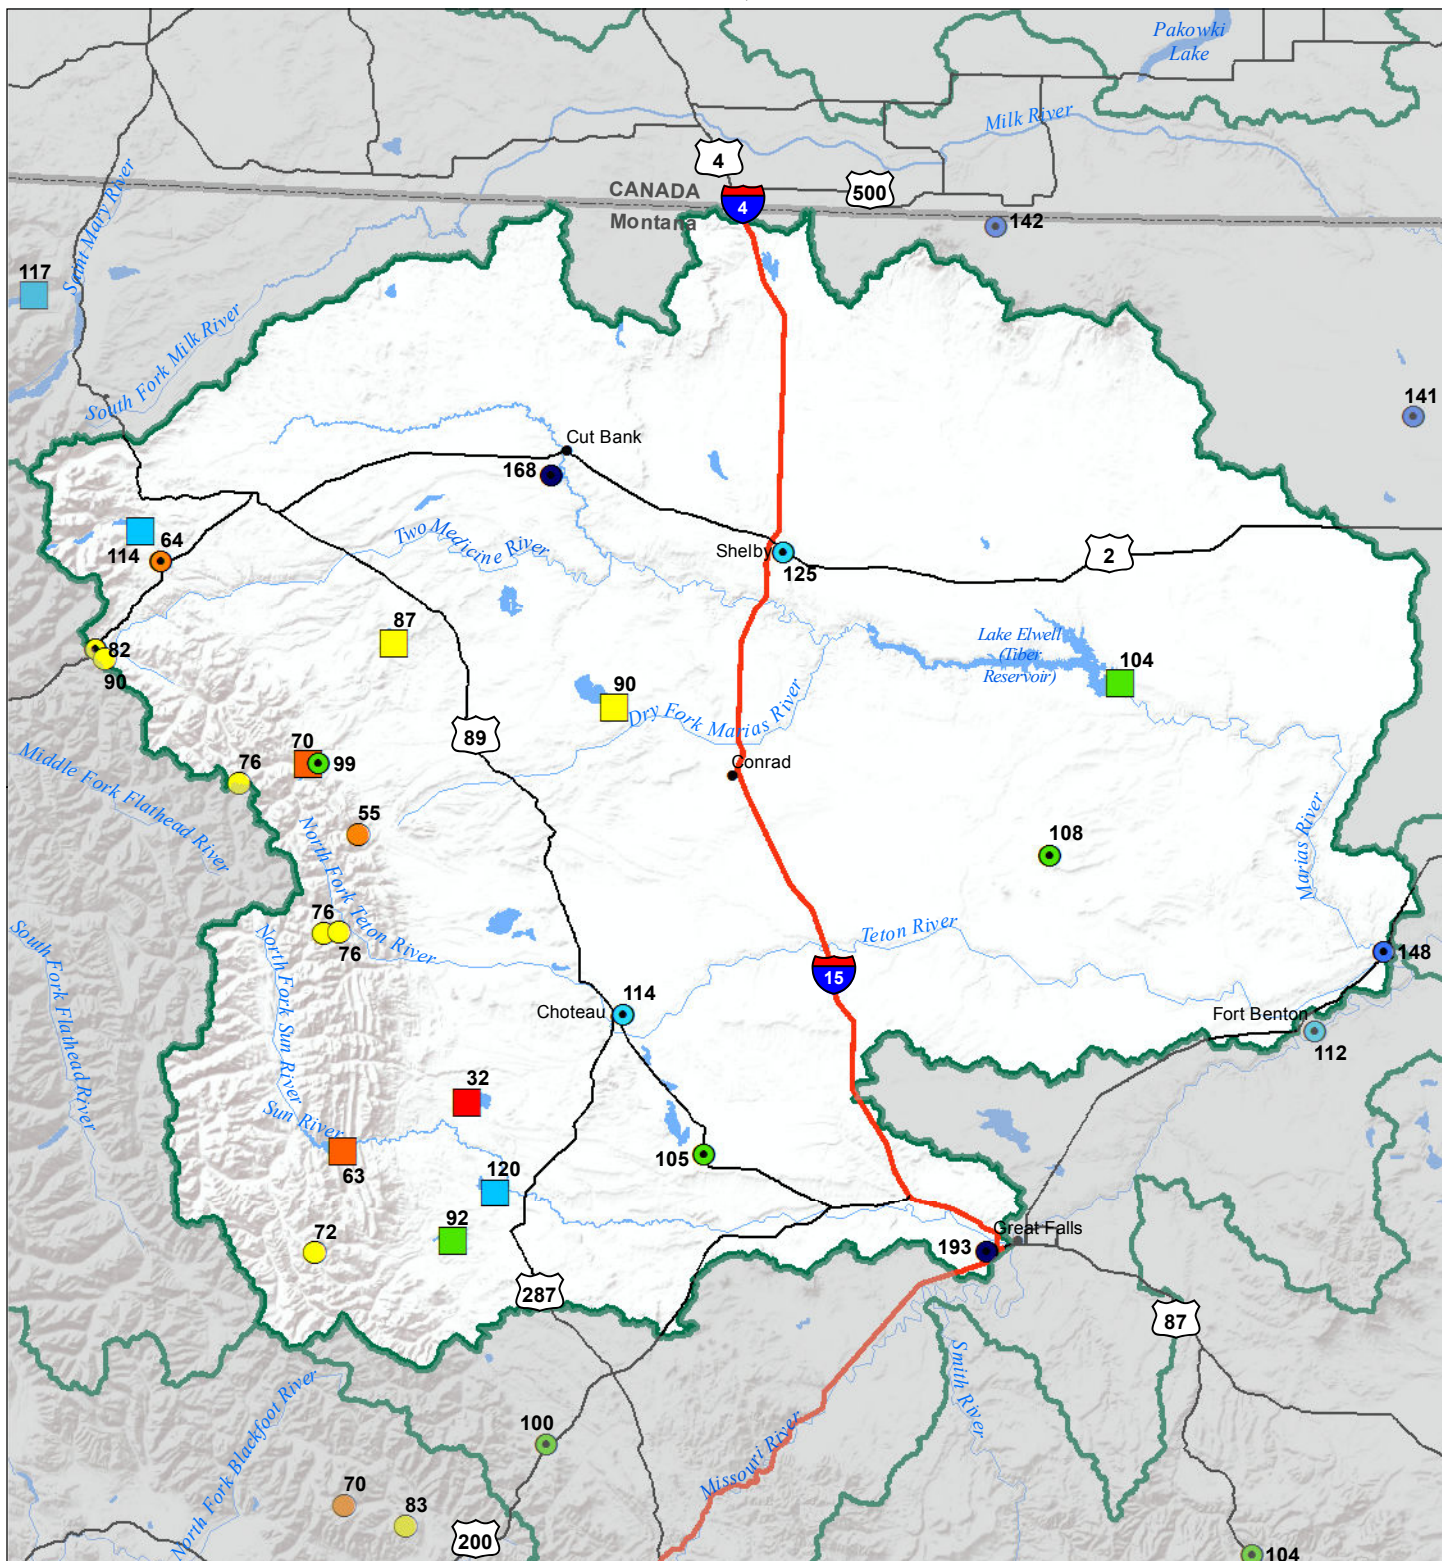 Pakowki
Lake
Milk River
4
CANADA
500
4
Montana
142
Saint Mary River
117
South Fork Milk River
141
Cut Bank
168
Two Medicine River
64
114
Shelby
125
2
87
Lake Elwell
(Tiber
Reservoir)
82
90
104
90
Dry Fork Marias River
89
70
99
76
Conrad
Middle Fork Flathead River
55
Marias River
108
North Fork Teton River
76
76
Teton River
148
South Fork Flathead River
North Fork Sun River
15
114
Choteau
Fort Benton
112
32
Sun River
105
63
120
92
72
Great Falls
193
287
87
Smith River
North Fork Blackfoot River
100
Missouri River
70
83
200
104